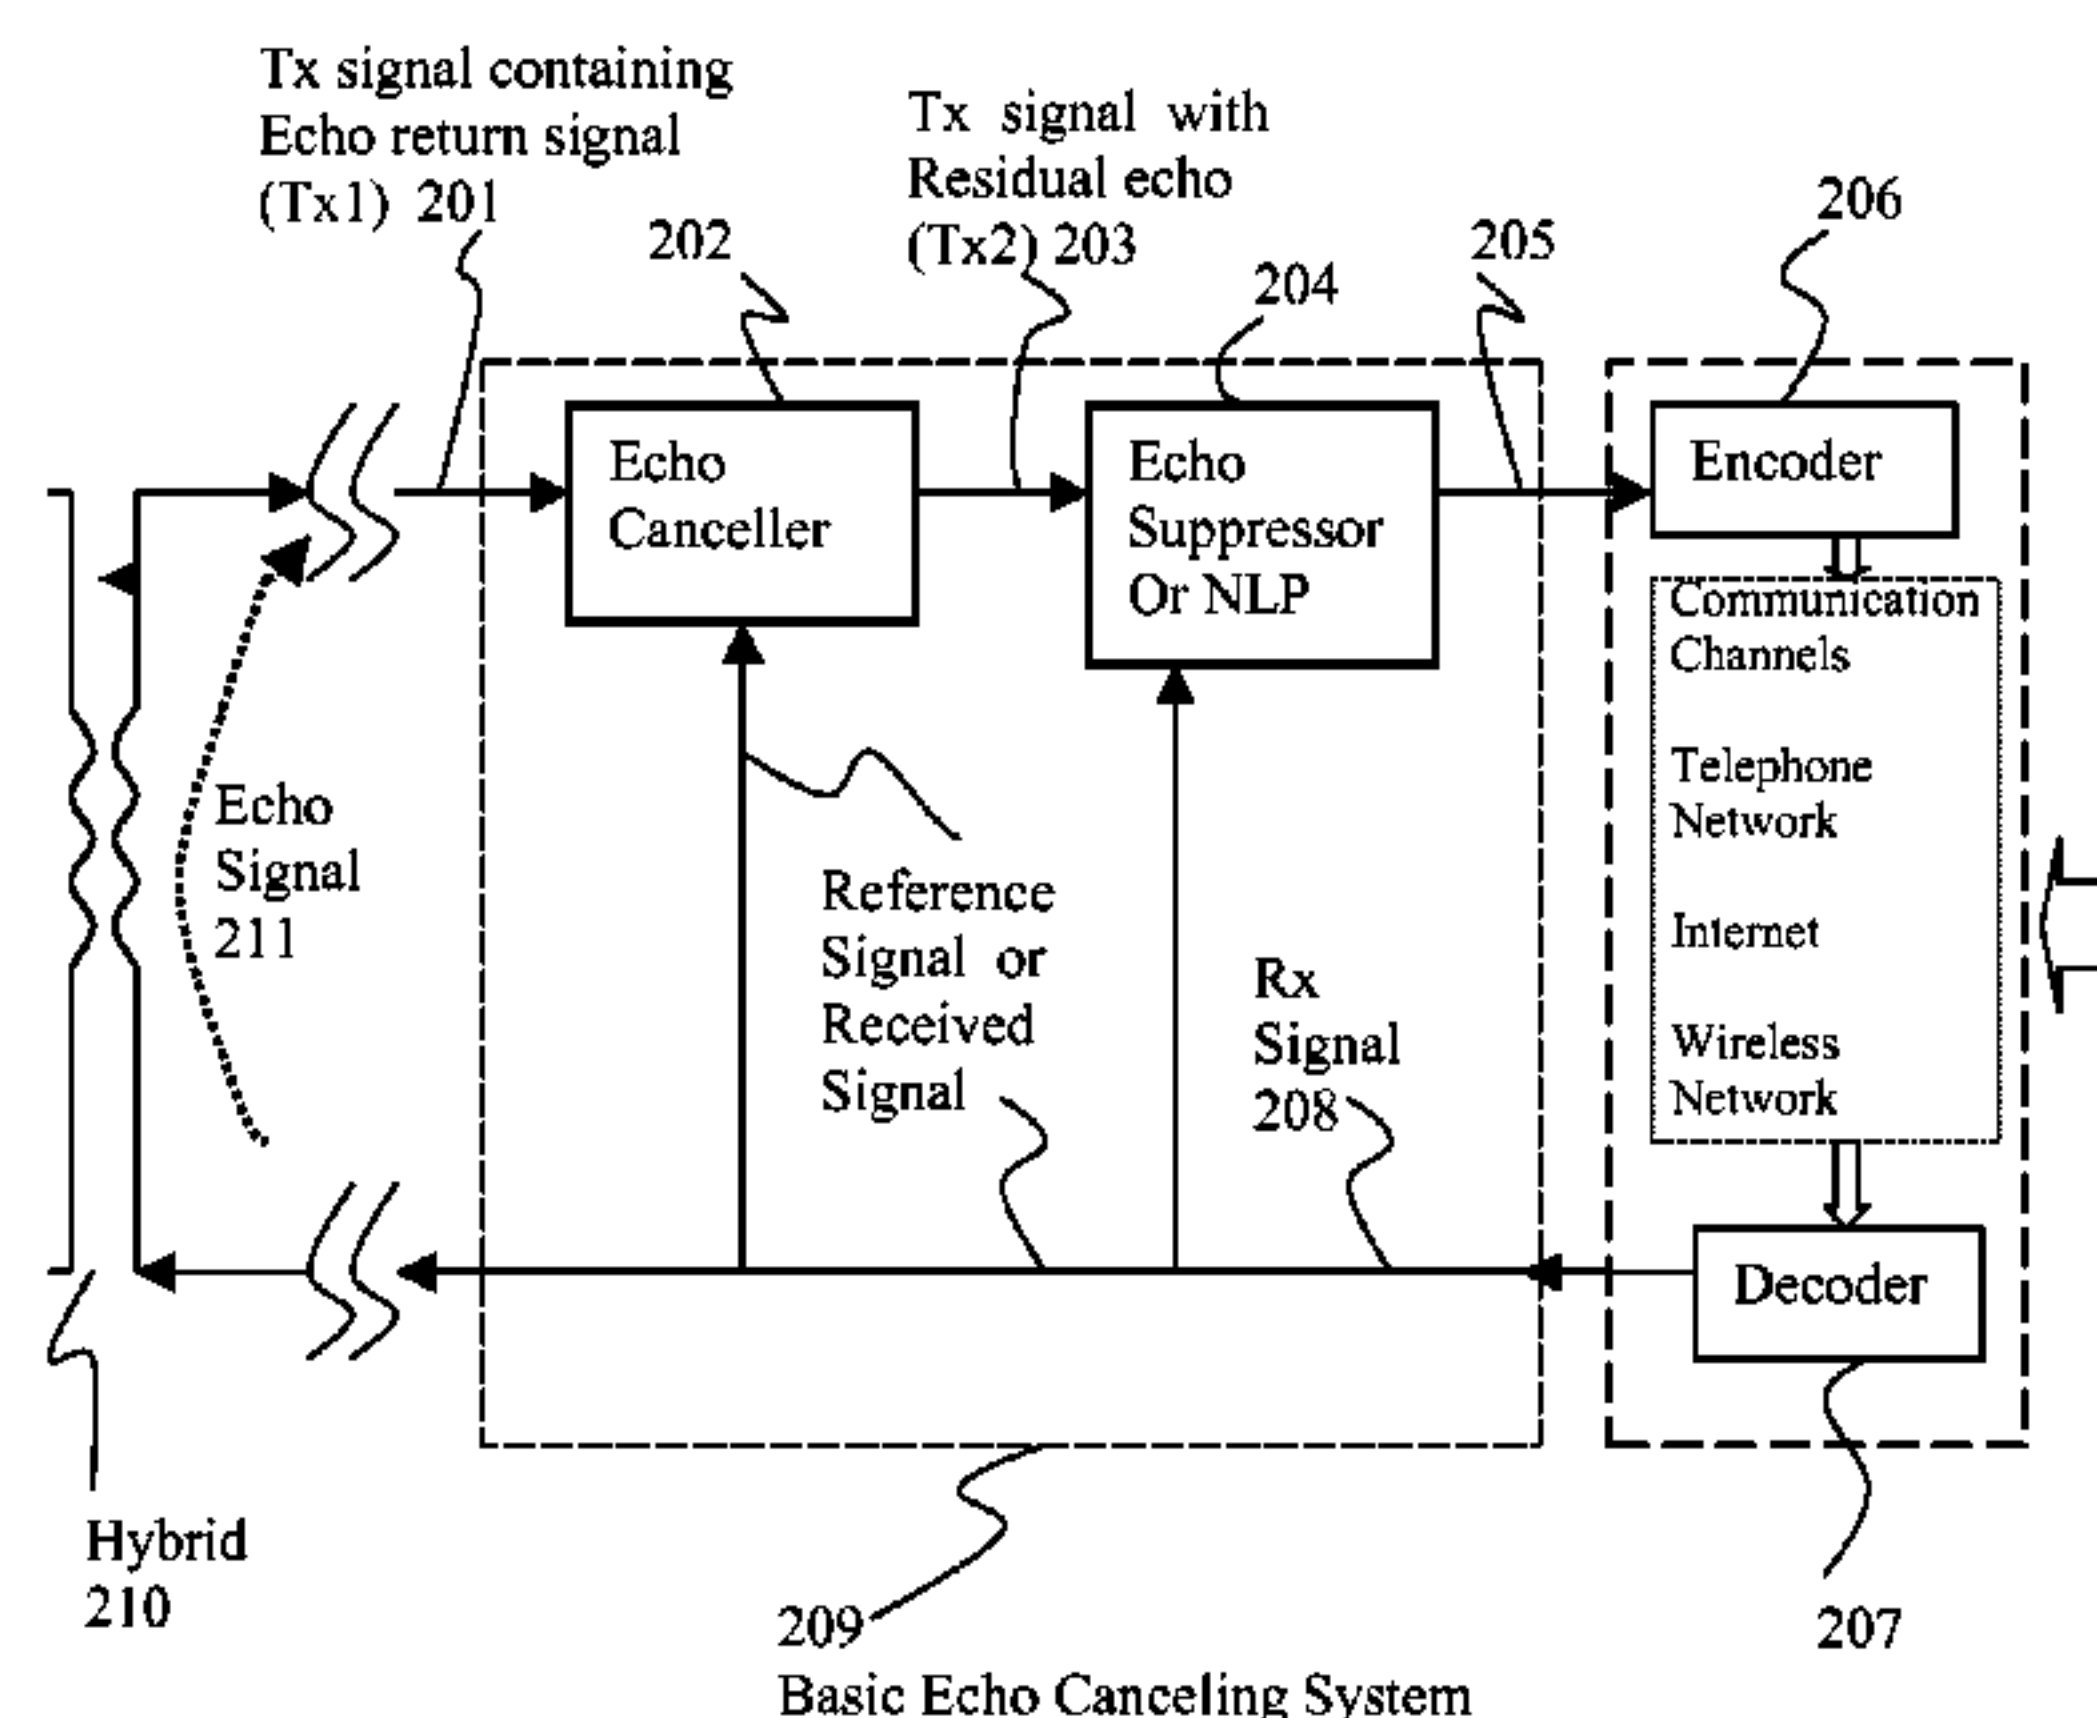 Tx signal containing
Echo return signal
(Tx1) 201
202
Tx signal with
Residual echo
(Tx2) 203
204
205
206
Echo
Canceller
Echo
Suppressor
Or NLP
Encoder
Communication
Channels
Telephone
Network
Internet
Wireless
Network
Echo
Signal
211
Reference
Signal or
Received
Signal
Rx
Signal
208
Decoder
Hybrid
210
209
Basic Echo Canceling System
207